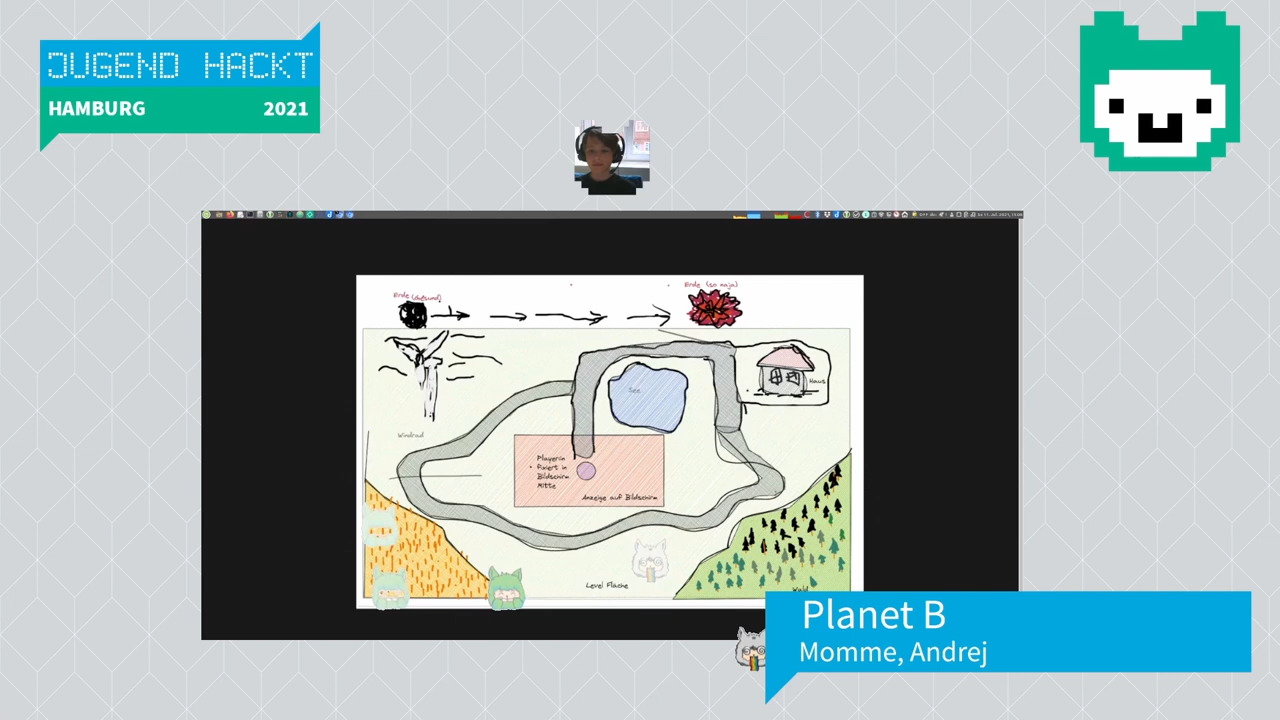 JUGEND HACKT
HAMBURG 2021
Erde (gesund)
Erde (so naja)
See
Haus
Windrad
Playerin
fixiert in
Bildschirm
Mitte
Anzeige auf Bildschirm
Level Fläche
Wald
Planet B
Momme, Andrej